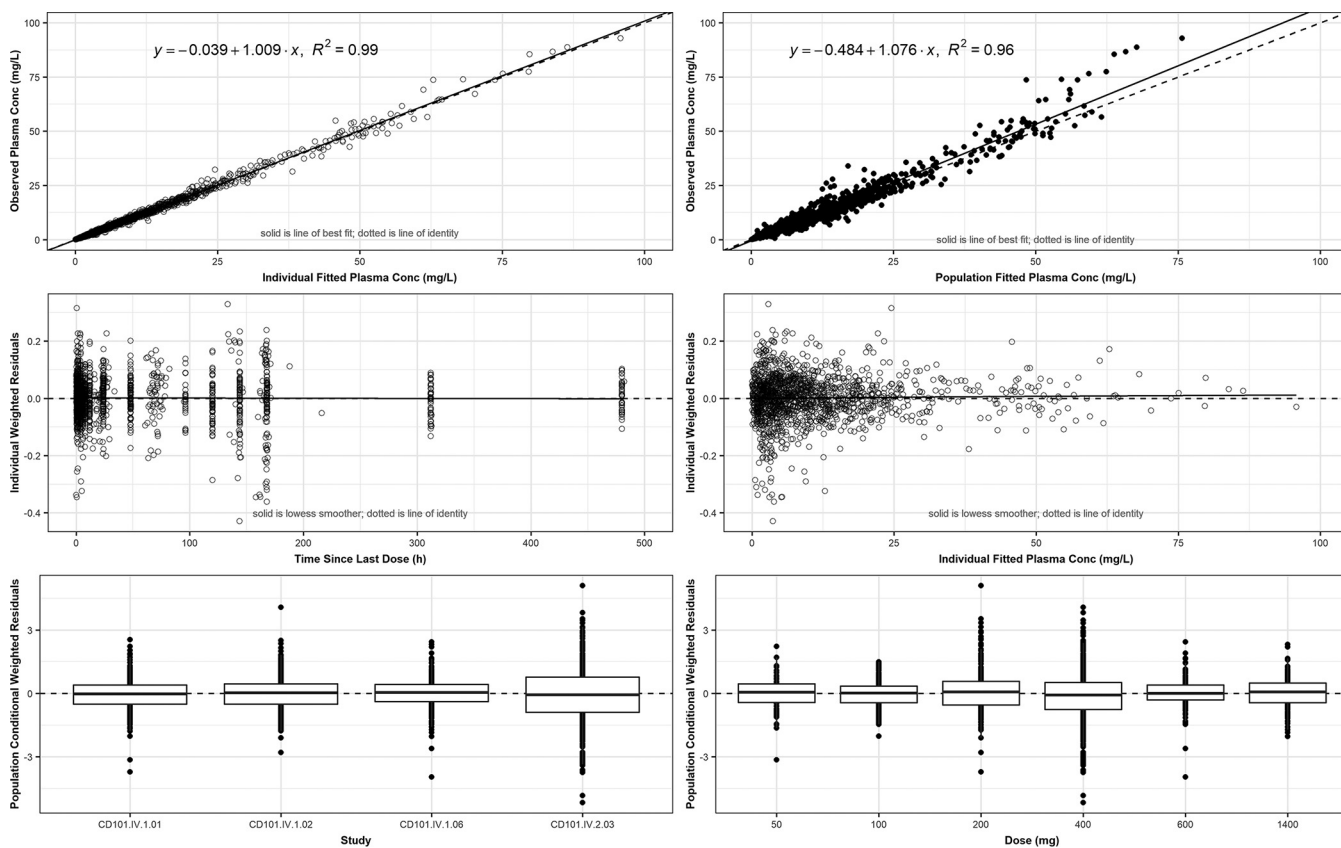 y=−0.039+1.009·x, R²=0.99
100
75
50
25
0
Observed Plasma Conc (mg/L)
solid is line of best fit; dotted is line of identity
0 25 50 75 100
Individual Fitted Plasma Conc (mg/L)
y=−0.484+1.076·x, R²=0.96
100
75
50
25
0
Observed Plasma Conc (mg/L)
solid is line of best fit; dotted is line of identity
0 25 50 75 100
Population Fitted Plasma Conc (mg/L)
0.2
0.0
-0.2
-0.4
Individual Weighted Residuals
solid is lowess smoother; dotted is line of identity
0 100 200 300 400 500
Time Since Last Dose (h)
0.2
0.0
-0.2
-0.4
Individual Weighted Residuals
solid is lowess smoother; dotted is line of identity
0 25 50 75 100
Individual Fitted Plasma Conc (mg/L)
3
0
-3
Population Conditional Weighted Residuals
CD101.IV.1.01 CD101.IV.1.02 CD101.IV.1.06 CD101.IV.2.03
Study
3
0
-3
Population Conditional Weighted Residuals
50 100 200 400 600 1400
Dose (mg)